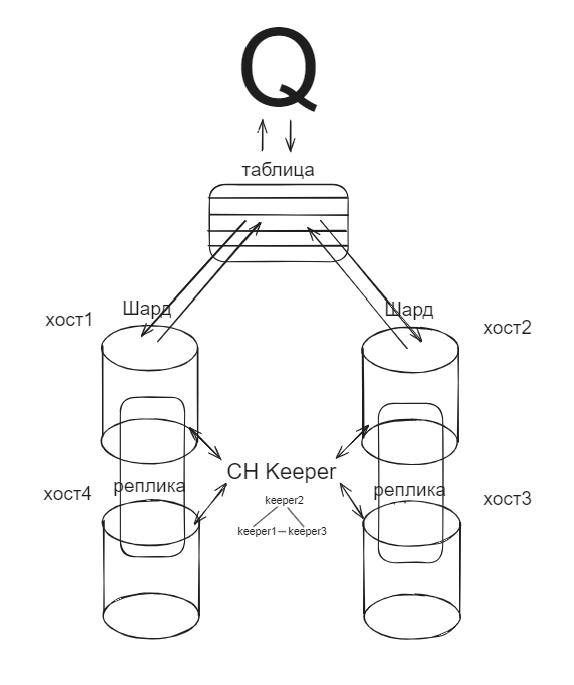 Q
таблица
Шард
Шард
хост1
хост2
CH Keeper
хост4
реплика
реплика
хост3
keeper2
keeper1
keeper3